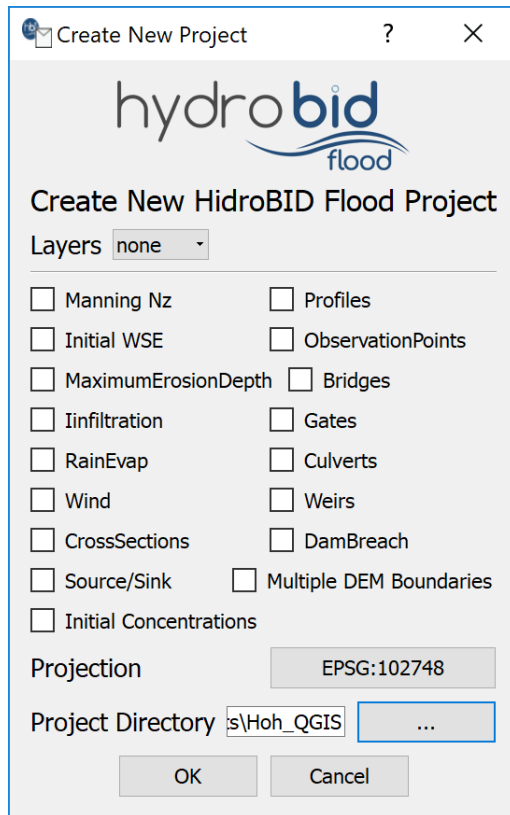 Create New Project ? ×
hydrobid
flood
Create New HidroBID Flood Project
Layers none
Manning Nz Profiles
Initial WSE ObservationPoints
MaximumErosionDepth Bridges
Iinfiltration Gates
RainEvap Culverts
Wind Weirs
CrossSections DamBreach
Source/Sink Multiple DEM Boundaries
Initial Concentrations
Projection EPSG:102748
Project Directory :s\Hoh_QGIS ...
OK Cancel